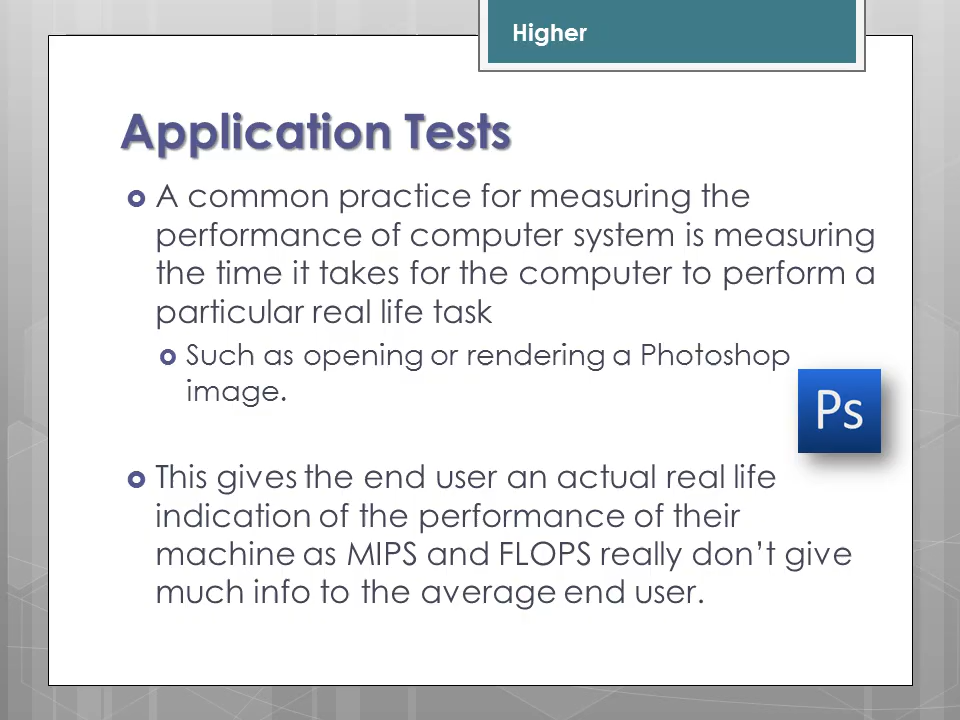 Higher
Application Tests
A common practice for measuring the
performance of computer system is measuring
the time it takes for the computer to perform a
particular real life task
Such as opening or rendering a Photoshop
image.
Ps
This gives the end user an actual real life
indication of the performance of their
machine as MIPS and FLOPS really don’t give
much info to the average end user.